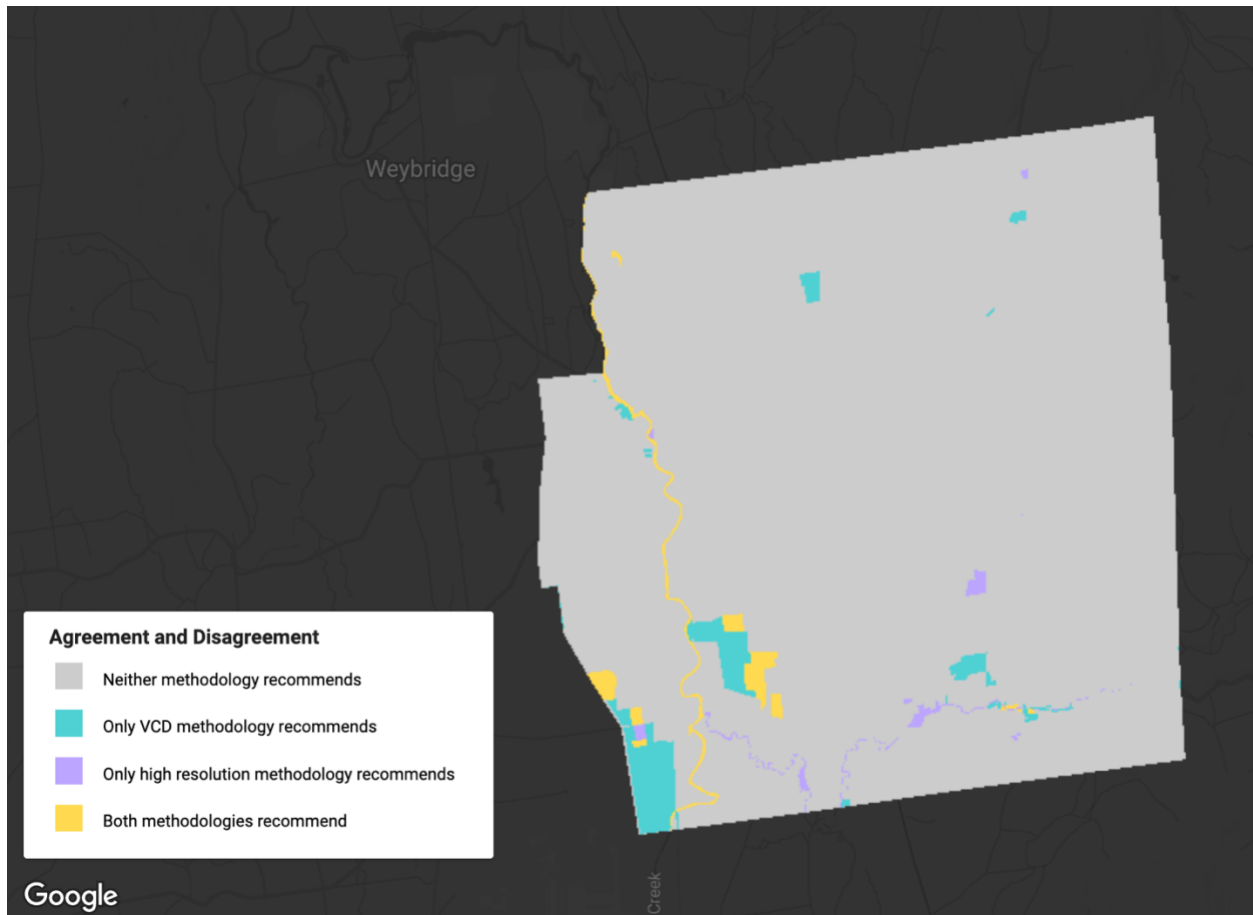 Weybridge
Agreement and Disagreement
Neither methodology recommends
Only VCD methodology recommends
Only high resolution methodology recommends
Both methodologies recommend
Google
Creek